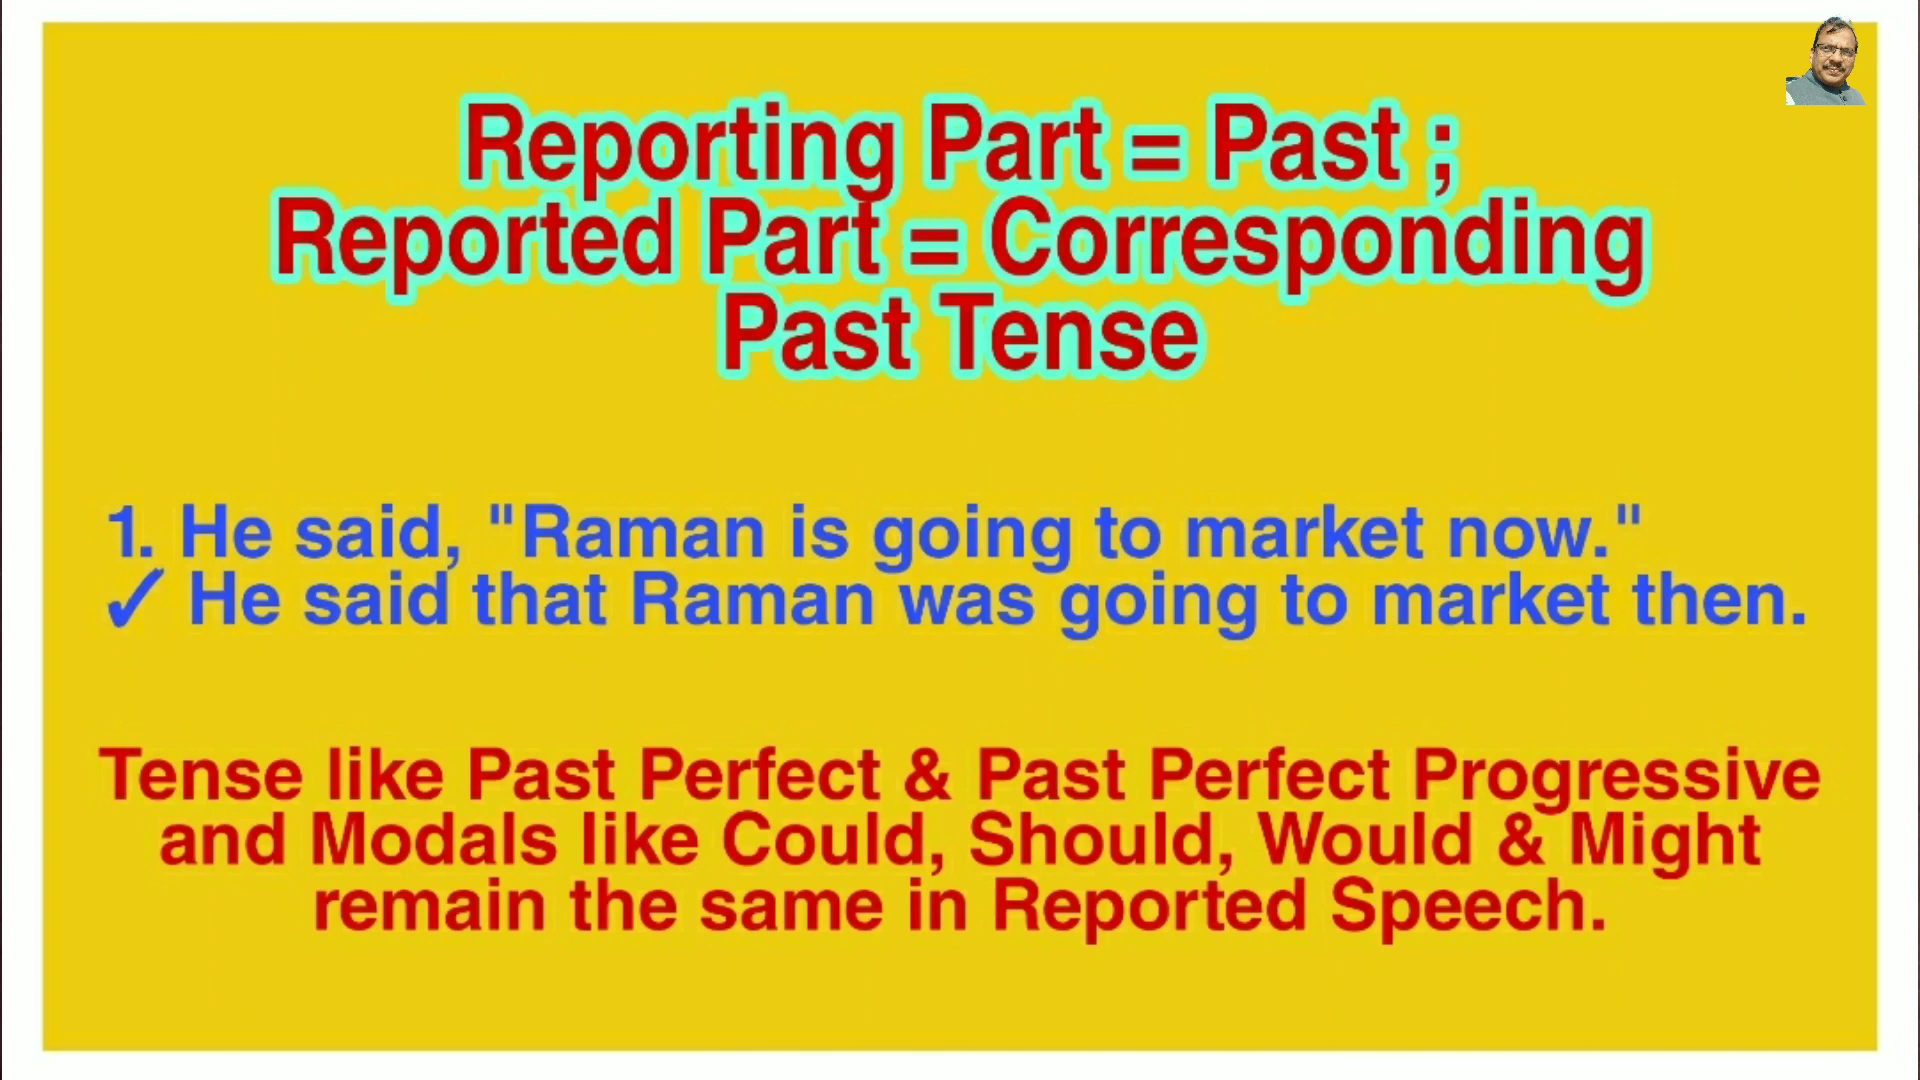 Reporting Part = Past ;
Reported Part = Corresponding
Past Tense
1. He said, "Raman is going to market now."
✓ He said that Raman was going to market then.
Tense like Past Perfect & Past Perfect Progressive
and Modals like Could, Should, Would & Might
remain the same in Reported Speech.